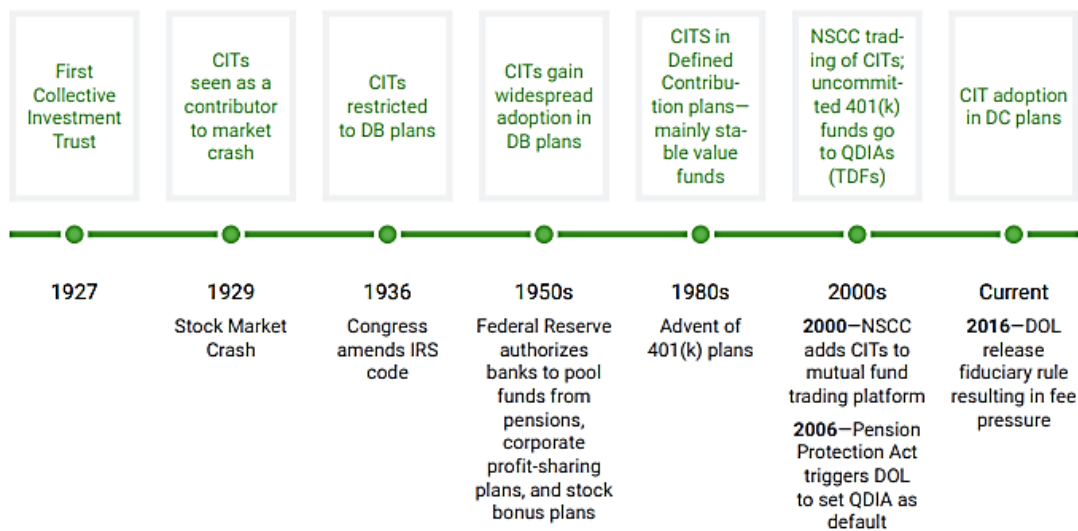 First
Collective
Investment
Trust
CITs
seen as a
contributor
to market
crash
CITs
restricted
to DB plans
CITs gain
widespread
adoption in
DB plans
CITS in
Defined
Contribu-
tion plans—
mainly sta-
ble value
funds
NSCC trad-
ing of CITs;
uncommit-
ted 401(k)
funds go
to QDIAs
(TDFs)
CIT adoption
in DC plans
1927
1929
Stock Market
Crash
1936
Congress
amends IRS
code
1950s
Federal Reserve
authorizes
banks to pool
funds from
pensions,
corporate
profit-sharing
plans, and stock
bonus plans
1980s
Advent of
401(k) plans
2000s
2000—NSCC
adds CITs to
mutual fund
trading platform
2006—Pension
Protection Act
triggers DOL
to set QDIA as
default
Current
2016—DOL
release
fiduciary rule
resulting in fee
pressure